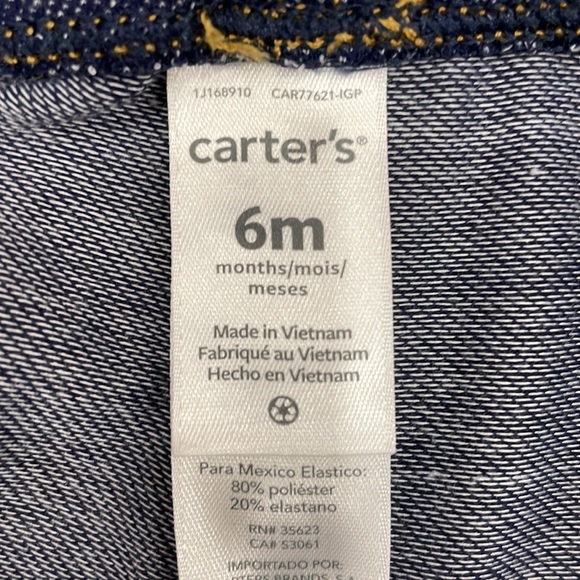 1J168910 CAR77621-IGP
carter's®
6m
months/mois/
meses
Made in Vietnam
Fabriqué au Vietnam
Hecho en Vietnam
Para Mexico Elastico:
80% poliéster
20% elastano
RN# 35623
CA# 53061
IMPORTADO POR:
BRANDS